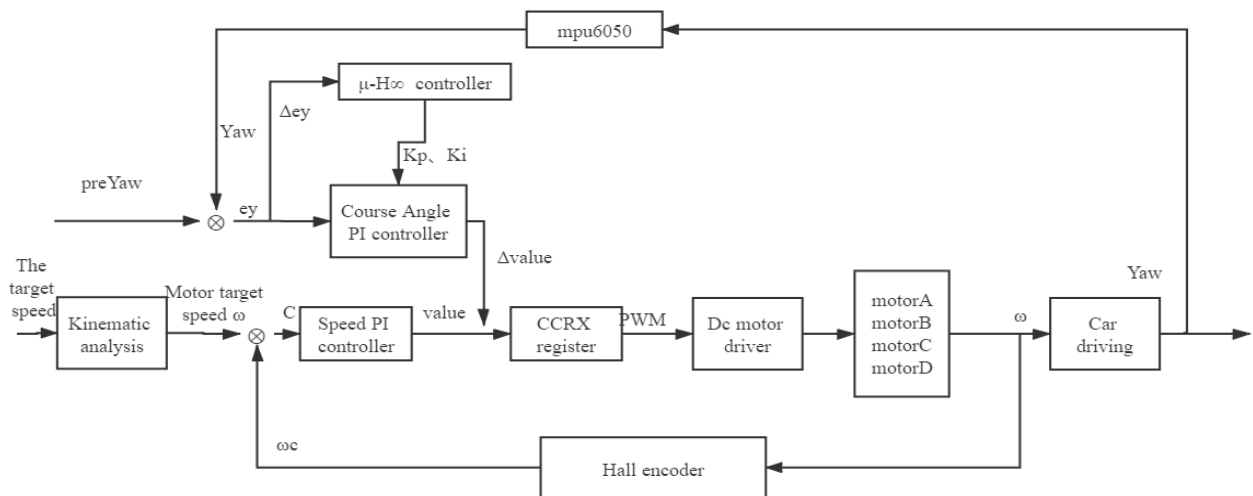 mpu6050
μ-H∞ controller
Δey
Yaw
Kp、Ki
preYaw
ey
Course Angle
PI controller
Δvalue
The
target
speed
Kinematic
analysis
Motor target
speed ω
C
Speed PI
controller
value
CCRX
register
PWM
Dc motor
driver
motorA
motorB
motorC
motorD
ω
Car
driving
Yaw
ωc
Hall encoder